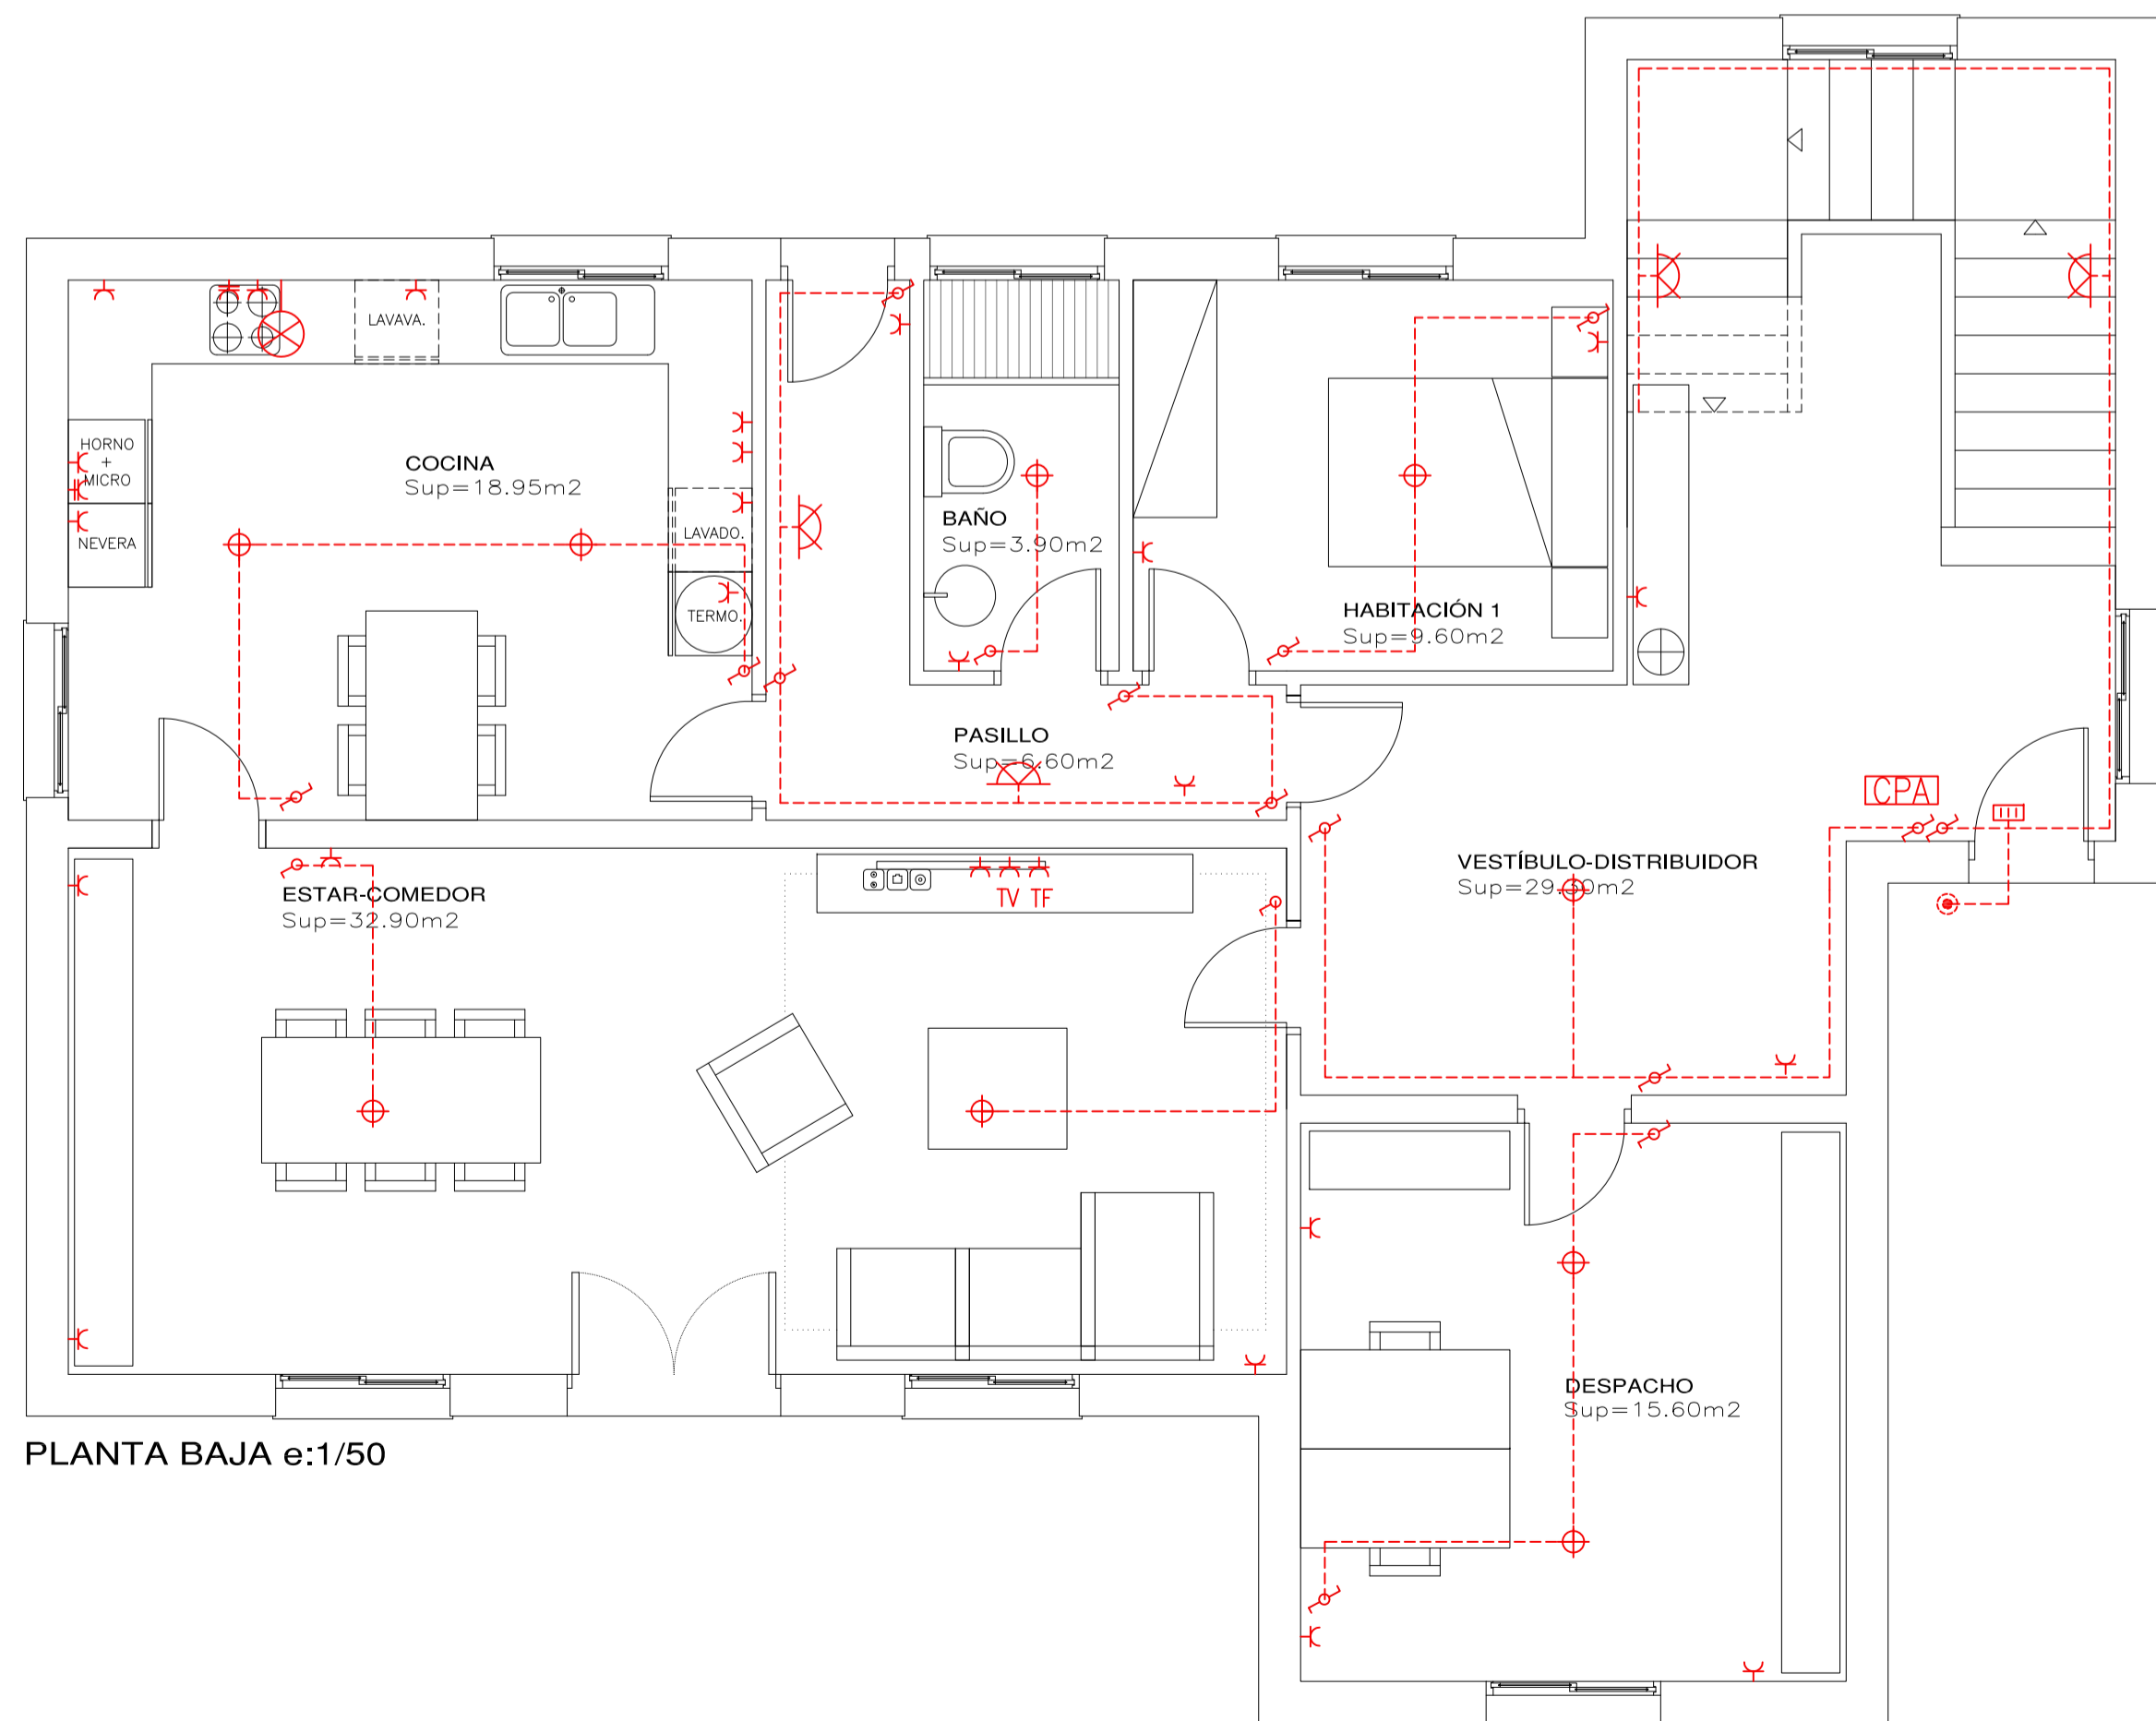 LAVAVA.
HORNO
+
MICRO
NEVERA
COCINA
Sup=18.95m2
LAVADO.
TERMO.
BAÑO
Sup=3.90m2
HABITACIÓN 1
Sup=9.60m2
PASILLO
Sup=6.60m2
CPA
VESTÍBULO-DISTRIBUIDOR
Sup=29.30m2
ESTAR-COMEDOR
Sup=32.90m2
TV TF
DESPACHO
Sup=15.60m2
PLANTA BAJA e:1/50